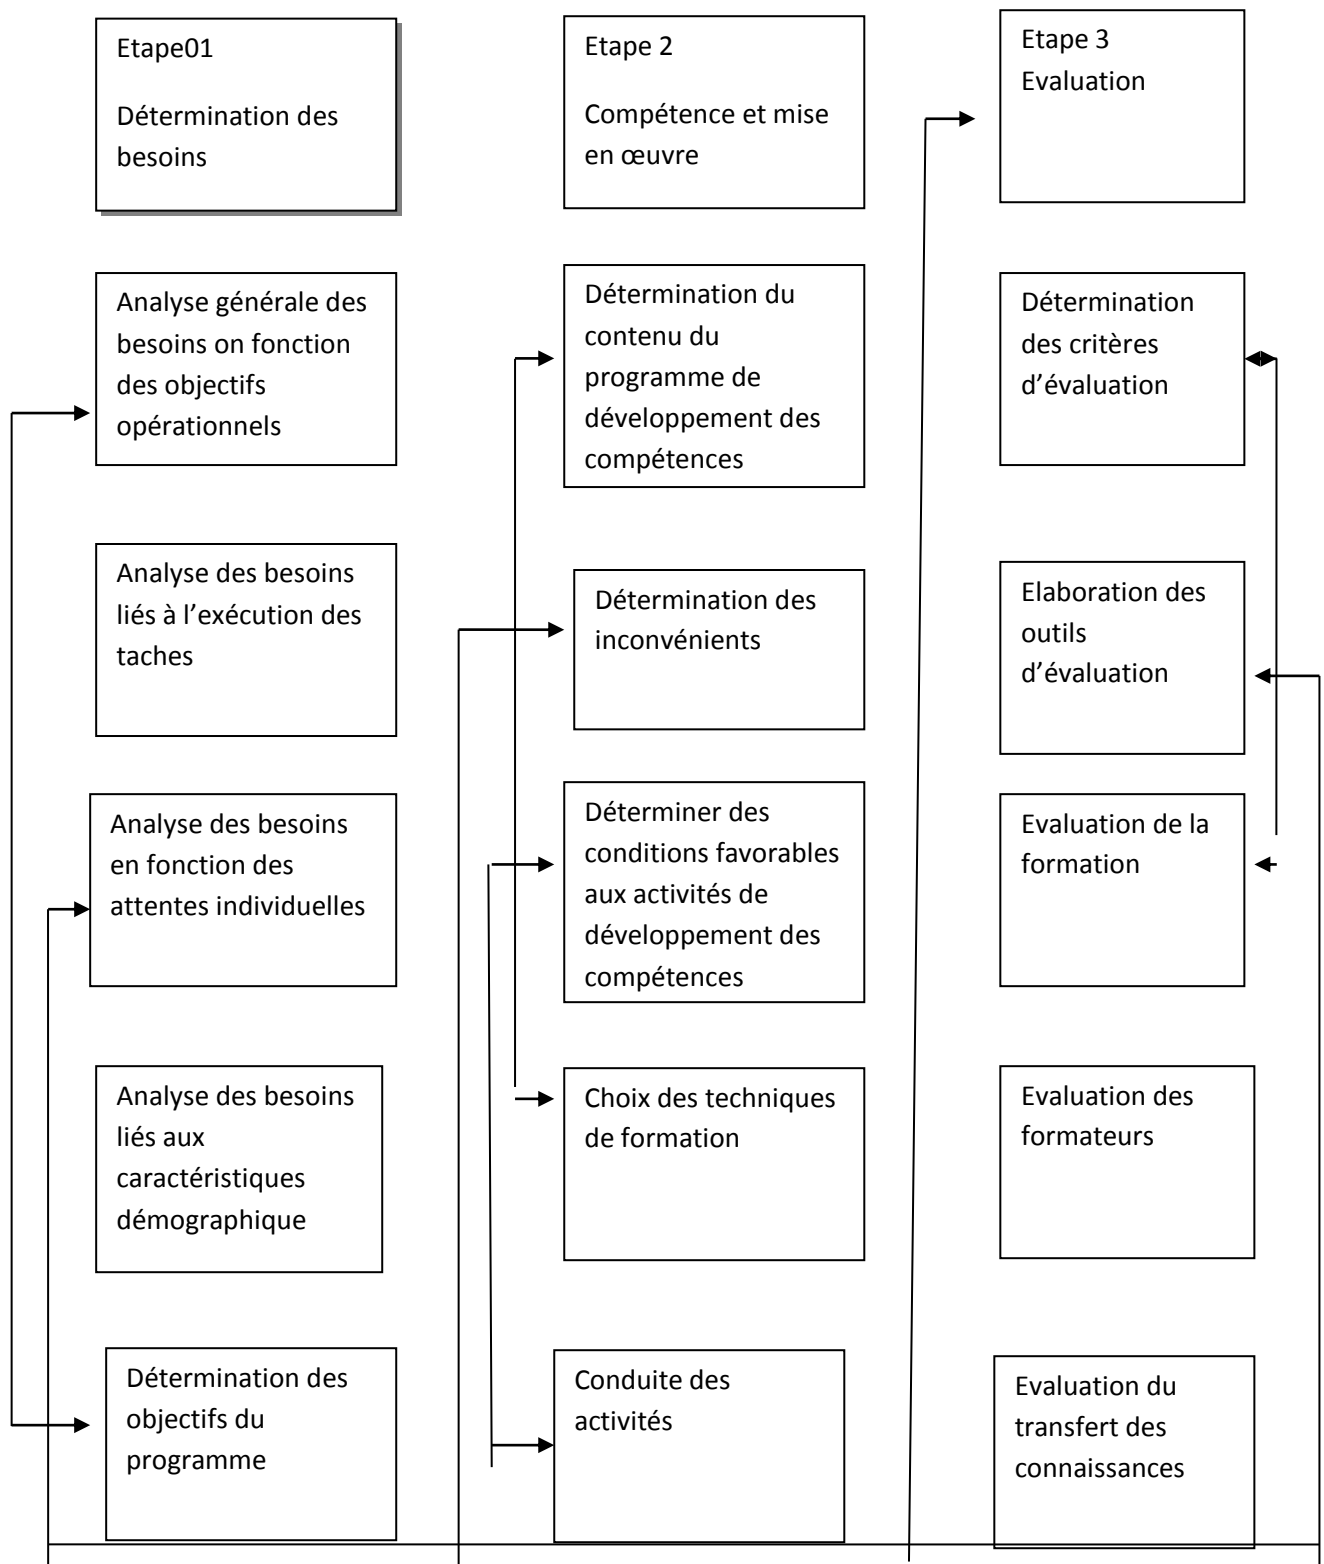 Etape01
Détermination des
besoins
Analyse générale des
besoins on fonction
des objectifs
opérationnels
Analyse des besoins
liés à l’exécution des
taches
Analyse des besoins
en fonction des
attentes individuelles
Analyse des besoins
liés aux
caractéristiques
démographique
Détermination des
objectifs du
programme
Etape 2
Compétence et mise
en œuvre
Détermination du
contenu du
programme de
développement des
compétences
Détermination des
inconvénients
Déterminer des
conditions favorables
aux activités de
développement des
compétences
Choix des techniques
de formation
Conduite des
activités
Etape 3
Evaluation
Détermination
des critères
d’évaluation
Elaboration des
outils
d’évaluation
Evaluation de la
formation
Evaluation des
formateurs
Evaluation du
transfert des
connaissances